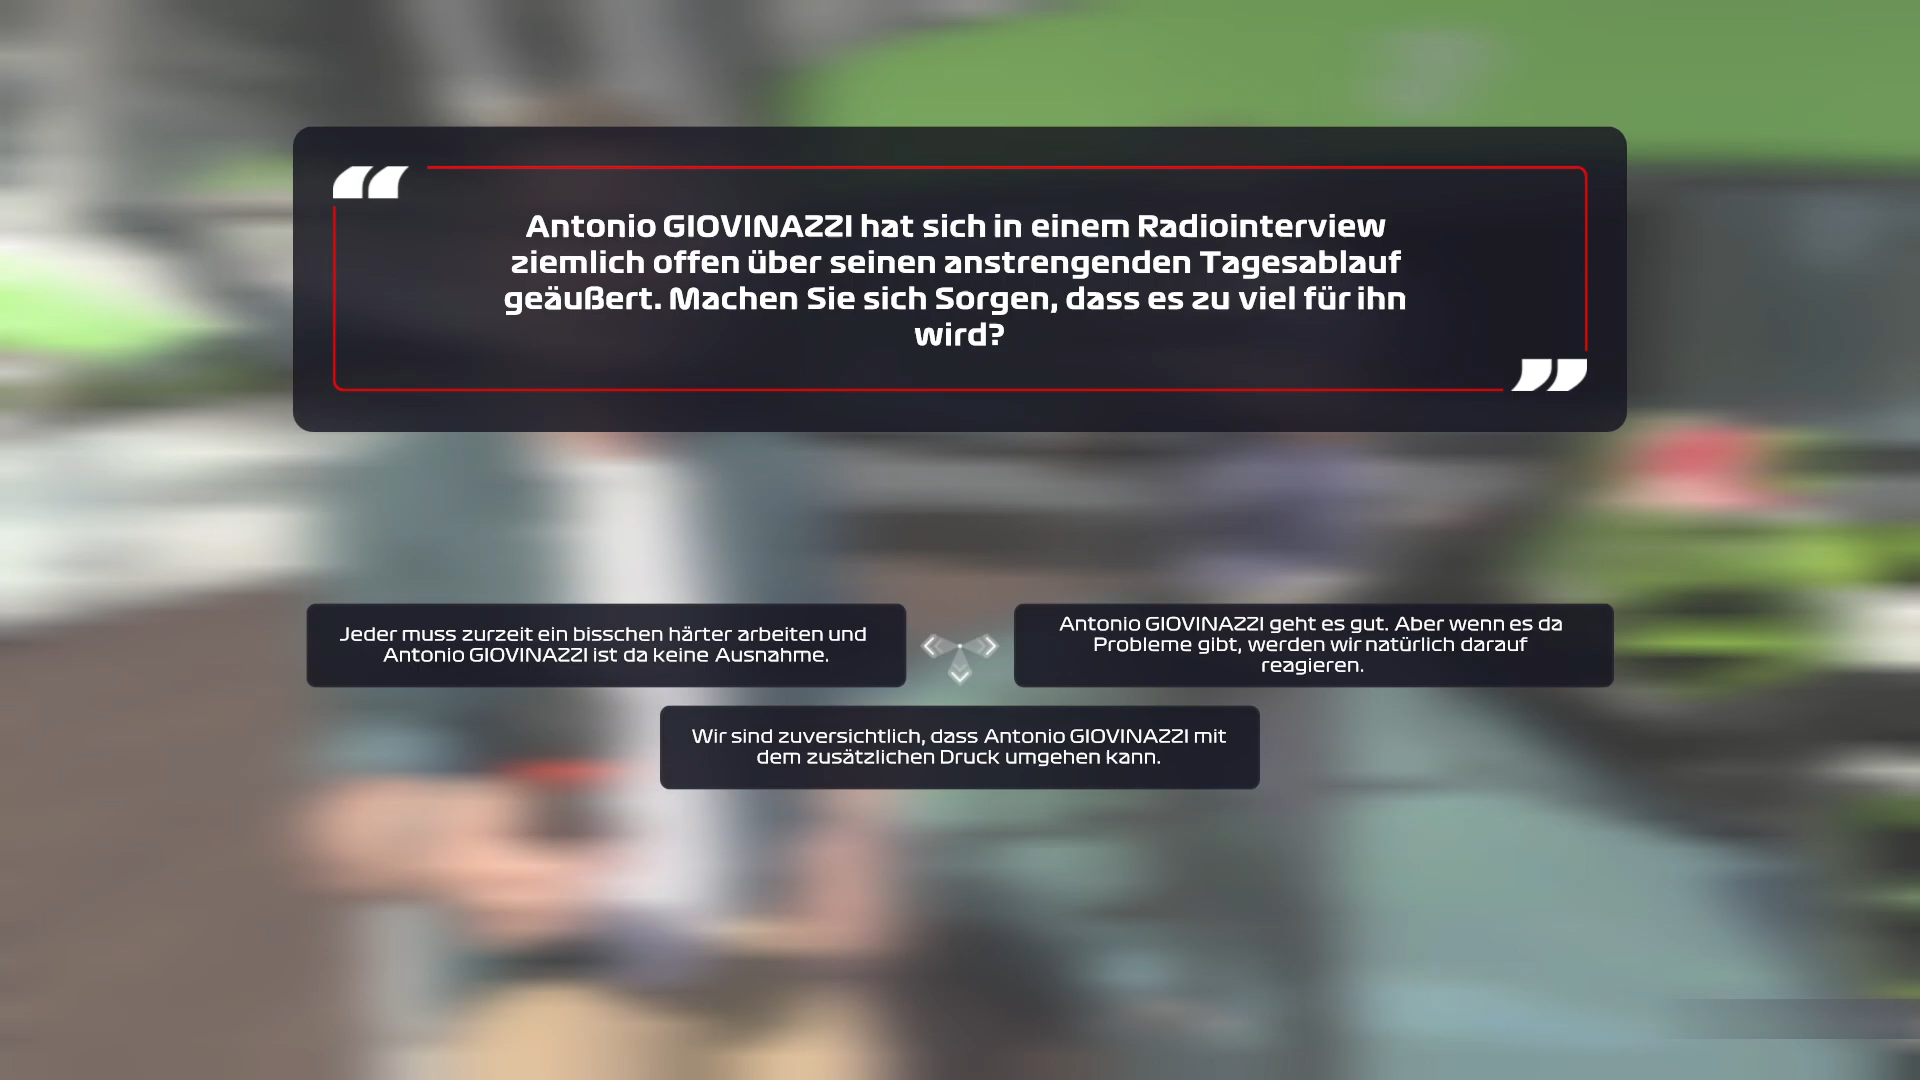 Antonio GIOVINAZZI hat sich in einem Radiointerview
ziemlich offen über seinen anstrengenden Tagesablauf
geäußert. Machen Sie sich Sorgen, dass es zu viel für ihn
wird?
Jeder muss zurzeit ein bisschen härter arbeiten und
Antonio GIOVINAZZI ist da keine Ausnahme.
Antonio GIOVINAZZI geht es gut. Aber wenn es da
Probleme gibt, werden wir natürlich darauf
reagieren.
Wir sind zuversichtlich, dass Antonio GIOVINAZZI mit
dem zusätzlichen Druck umgehen kann.